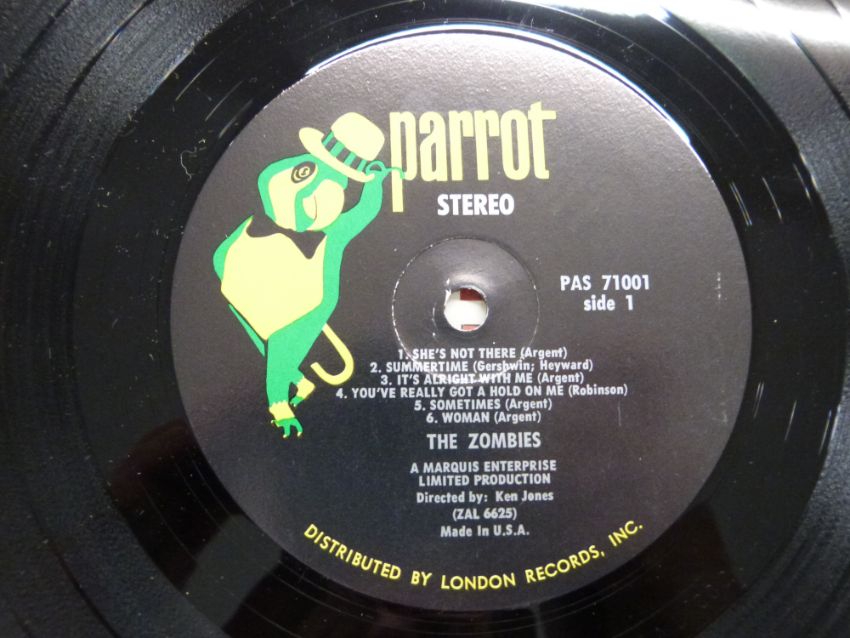 parrot
STEREO
PAS 71001
side 1
1. SHE'S NOT THERE (Argent)
2. SUMMERTIME (Gershwin; Heyward)
3. IT'S ALRIGHT WITH ME (Argent)
4. YOU'VE REALLY GOT A HOLD ON ME (Robinson)
5. SOMETIMES (Argent)
6. WOMAN (Argent)
THE ZOMBIES
A MARQUIS ENTERPRISE
LIMITED PRODUCTION
Directed by: Ken Jones
(ZAL 6625)
Made In U.S.A.
DISTRIBUTED BY LONDON RECORDS, INC.